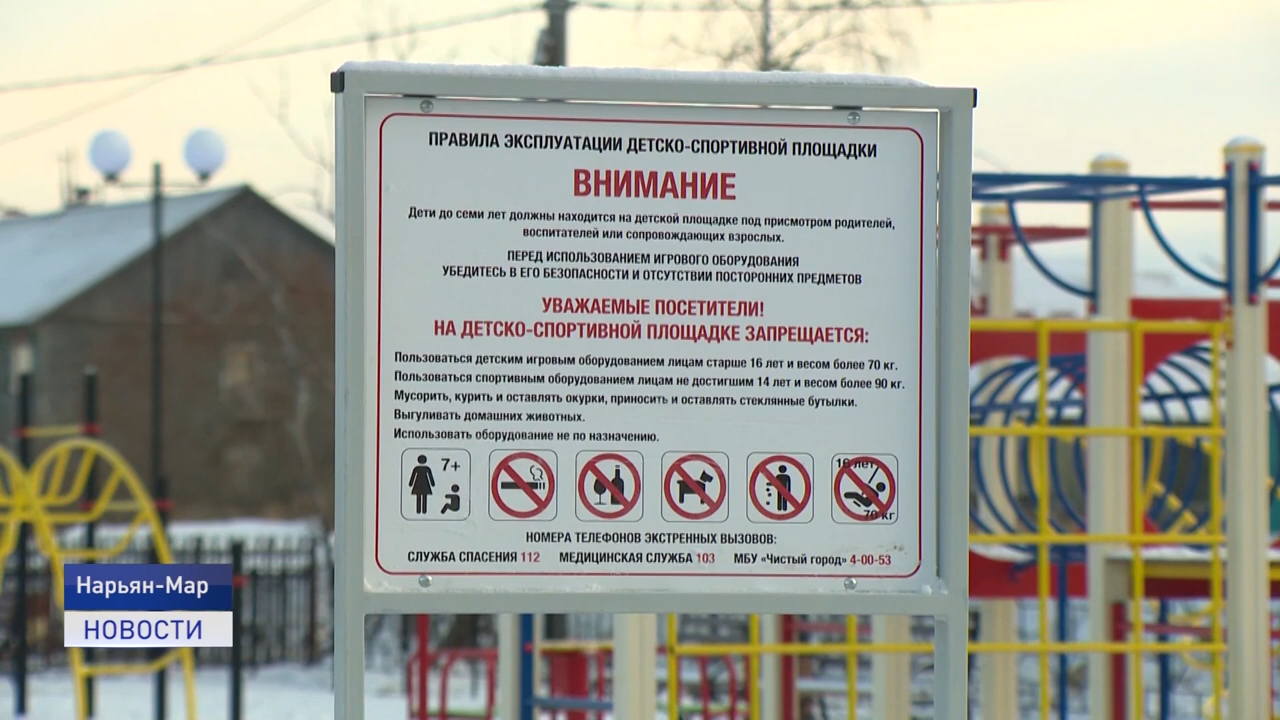 ПРАВИЛА ЭКСПЛУАТАЦИИ ДЕТСКО-СПОРТИВНОЙ ПЛОЩАДКИ
ВНИМАНИЕ
Дети до семи лет должны находится на детской площадке под присмотром родителей,
воспитателей или сопровождающих взрослых.
ПЕРЕД ИСПОЛЬЗОВАНИЕМ ИГРОВОГО ОБОРУДОВАНИЯ
УБЕДИТЕСЬ В ЕГО БЕЗОПАСНОСТИ И ОТСУТСТВИИ ПОСТОРОННИХ ПРЕДМЕТОВ
УВАЖАЕМЫЕ ПОСЕТИТЕЛИ!
НА ДЕТСКО-СПОРТИВНОЙ ПЛОЩАДКЕ ЗАПРЕЩАЕТСЯ:
Пользоваться детским игровым оборудованием лицам старше 16 лет и весом более 70 кг.
Пользоваться спортивным оборудованием лицам не достигшим 14 лет и весом более 90 кг.
Мусорить, курить и оставлять окурки, приносить и оставлять стеклянные бутылки.
Выгуливать домашних животных.
Использовать оборудование не по назначению.
7+
16 лет
70 кг
НОМЕРА ТЕЛЕФОНОВ ЭКСТРЕННЫХ ВЫЗОВОВ:
СЛУЖБА СПАСЕНИЯ 112 МЕДИЦИНСКАЯ СЛУЖБА 103 МБУ «Чистый город» 4-00-53
Нарьян-Мар
НОВОСТИ